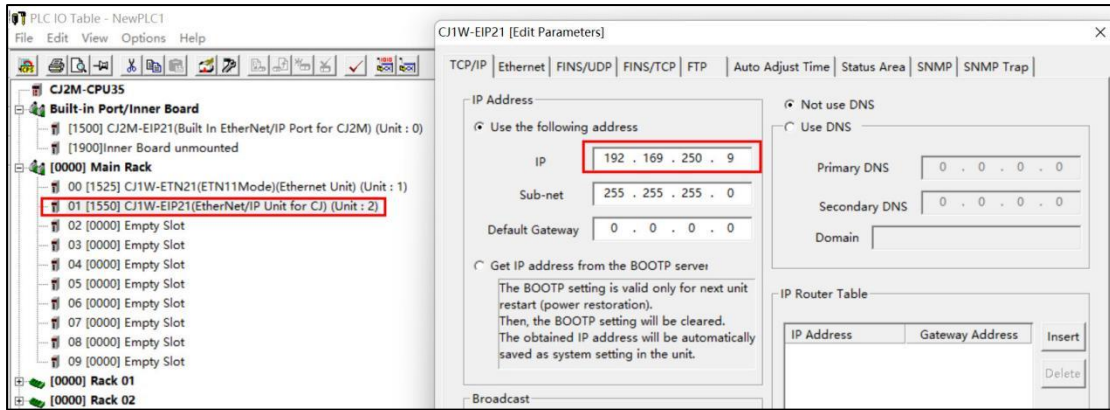 PLC IO Table - NewPLC1
File Edit View Options Help
CJ2M-CPU35
Built-in Port/Inner Board
[1500] CJ2M-EIP21(Built In EtherNet/IP Port for CJ2M) (Unit : 0)
[1900]Inner Board unmounted
[0000] Main Rack
00 [1525] CJ1W-ETN21(ETN11Mode)(Ethernet Unit) (Unit : 1)
01 [1550] CJ1W-EIP21(EtherNet/IP Unit for CJ) (Unit : 2)
02 [0000] Empty Slot
03 [0000] Empty Slot
04 [0000] Empty Slot
05 [0000] Empty Slot
06 [0000] Empty Slot
07 [0000] Empty Slot
08 [0000] Empty Slot
09 [0000] Empty Slot
[0000] Rack 01
[0000] Rack 02
CJ1W-EIP21 [Edit Parameters]
TCP/IP Ethernet FINS/UDP FINS/TCP FTP Auto Adjust Time Status Area SNMP SNMP Trap
IP Address
Use the following address
IP 192 . 169 . 250 . 9
Sub-net 255 . 255 . 255 . 0
Default Gateway 0 . 0 . 0 . 0
Get IP address from the BOOTP server
The BOOTP setting is valid only for next unit
restart (power restoration).
Then, the BOOTP setting will be cleared.
The obtained IP address will be automatically
saved as system setting in the unit.
Broadcast
Not use DNS
Use DNS
Primary DNS 0 . 0 . 0 . 0
Secondary DNS 0 . 0 . 0 . 0
Domain
IP Router Table
IP Address Gateway Address
Insert
Delete